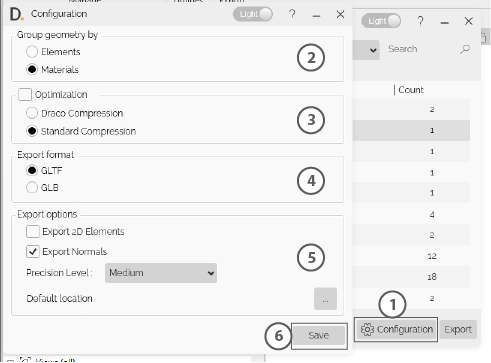 D. Configuration Light ? 
Group geometry by
Elements
Materials
2
Optimization
Draco Compression
Standard Compression
3
Export format
GLTF
GLB
4
Export options
Export 2D Elements
Export Normals
5
Precision Level: Medium
Default location ...
6 Save
Light ?
Search
Count
2
1
1
1
1
4
2
12
18
2
1
Configuration Export
Views (all)